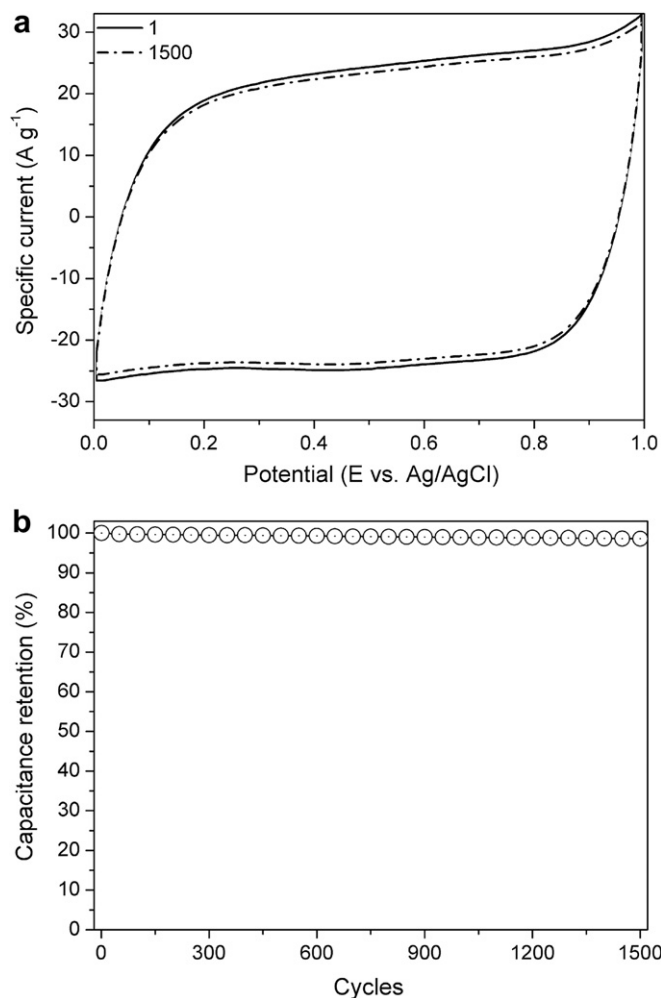 a
1
1500
30
20
10
0
-10
-20
-30
Specific current (A g⁻¹)
0.0 0.2 0.4 0.6 0.8 1.0
Potential (E vs. Ag/AgCl)
b
100
90
80
70
60
50
40
30
20
10
0
Capacitance retention (%)
0 300 600 900 1200 1500
Cycles